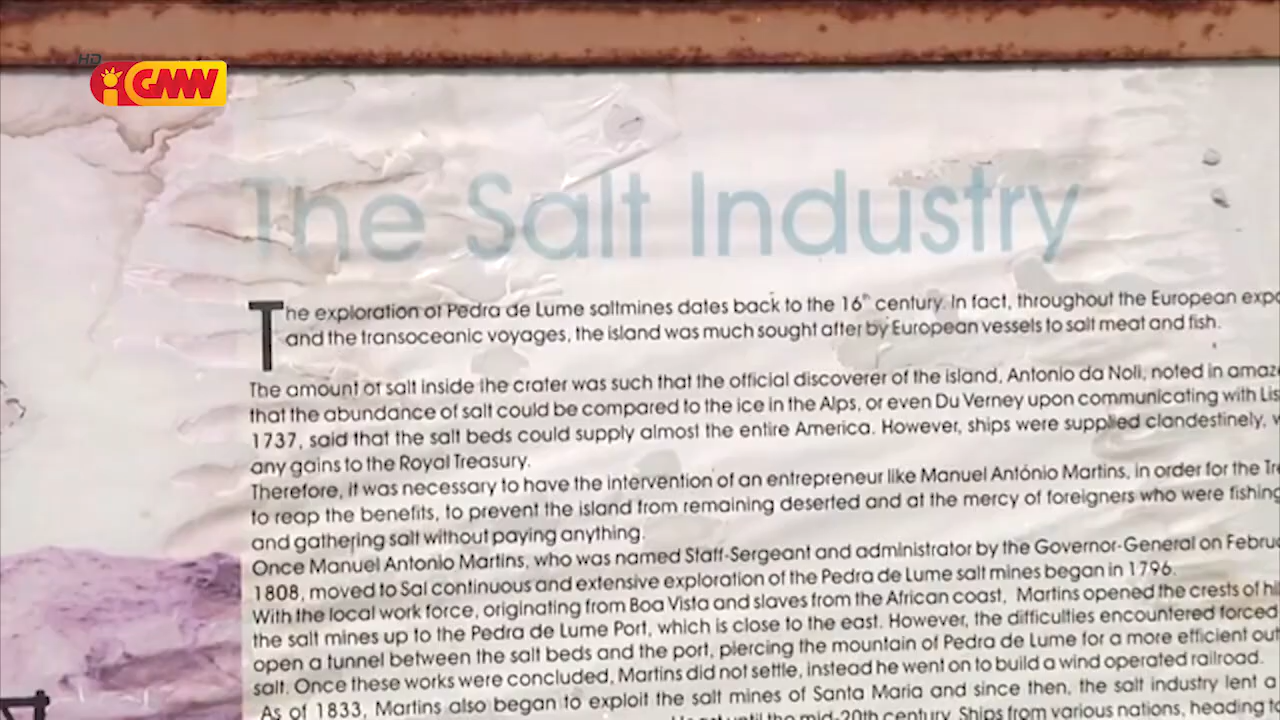 HD
iGMW
The Salt Industry
The exploration of Pedra de Lume saltmines dates back to the 16th century. In fact, throughout the European
and the transoceanic voyages, the island was much sought after by European vessels to salt meat and fish.
The amount of salt inside the crater was such that the official discoverer of the island, Antonio da Noli, noted in
that the abundance of salt could be compared to the ice in the Alps, or even Du Verney upon communicating with
1737, said that the salt beds could supply almost the entire America. However, ships were supplied clandestinely,
any gains to the Royal Treasury.
Therefore, it was necessary to have the intervention of an entrepreneur like Manuel António Martins, in order for the
to reap the benefits, to prevent the island from remaining deserted and at the mercy of foreigners who were fishing
and gathering salt without paying anything.
Once Manuel Antonio Martins, who was named Staff-Sergeant and administrator by the Governor-General on
1808, moved to Sal continuous and extensive exploration of the Pedra de Lume salt mines began in 1796.
With the local work force, originating from Boa Vista and slaves from the African coast, Martins opened the crests of
the salt mines up to the Pedra de Lume Port, which is close to the east. However, the difficulties encountered forced
open a tunnel between the salt beds and the port, piercing the mountain of Pedra de Lume for a more efficient
salt. Once these works were concluded, Martins did not settle, instead he went on to build a wind operated railroad.
As of 1833, Martins also began to exploit the salt mines of Santa Maria and since then, the salt industry lent a
until the mid-20th century. Ships from various nations, heading